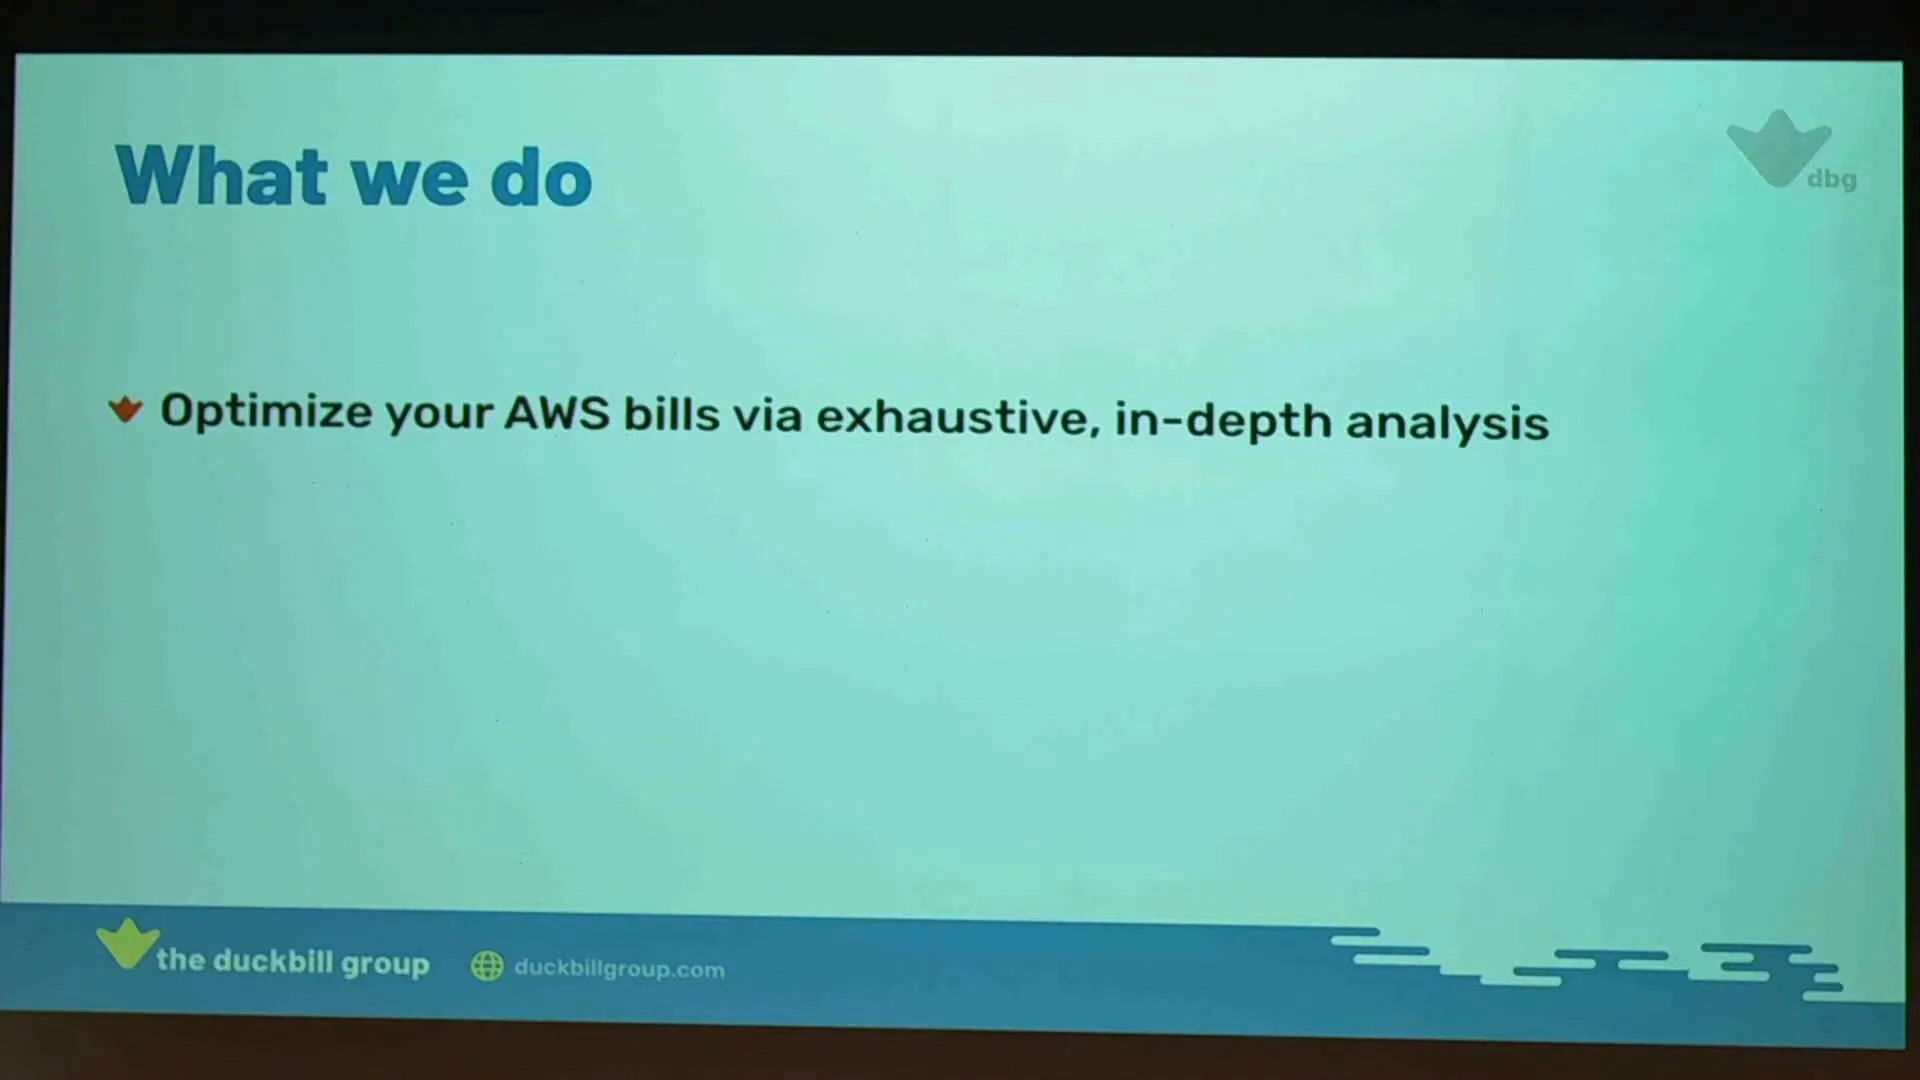 What we do
dbg
Optimize your AWS bills via exhaustive, in-depth analysis
the duckbill group
duckbillgroup.com